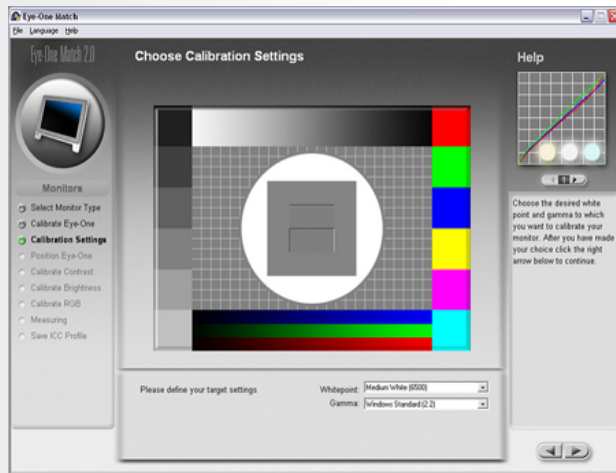 Eye-One Match
File Language Help
Eye-One Match 2.0
Choose Calibration Settings
Help
Monitors
Select Monitor Type
Calibrate Eye-One
Calibration Settings
Position Eye-One
Calibrate Contrast
Calibrate Brightness
Calibrate RGB
Measuring
Save ICC Profile
1
Choose the desired white
point and gamma to which
you want to calibrate your
monitor. After you have made
your choice click the right
arrow below to continue.
Please define your target settings
Whitepoint: Medium White (6500)
Gamma: Windows Standard (2.2)